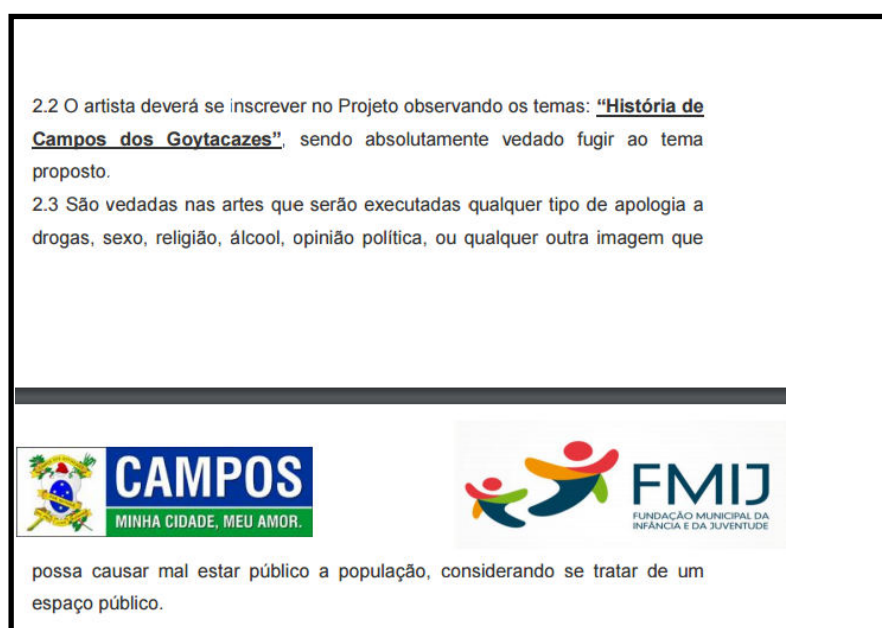 2.2 O artista deverá se inscrever no Projeto observando os temas: “História de
Campos dos Goytacazes”, sendo absolutamente vedado fugir ao tema
proposto.
2.3 São vedadas nas artes que serão executadas qualquer tipo de apologia a
drogas, sexo, religião, álcool, opinião política, ou qualquer outra imagem que
CAMPOS
MINHA CIDADE, MEU AMOR.
FMIJ
FUNDAÇÃO MUNICIPAL DA
INFÂNCIA E DA JUVENTUDE
possa causar mal estar público a população, considerando se tratar de um
espaço público.